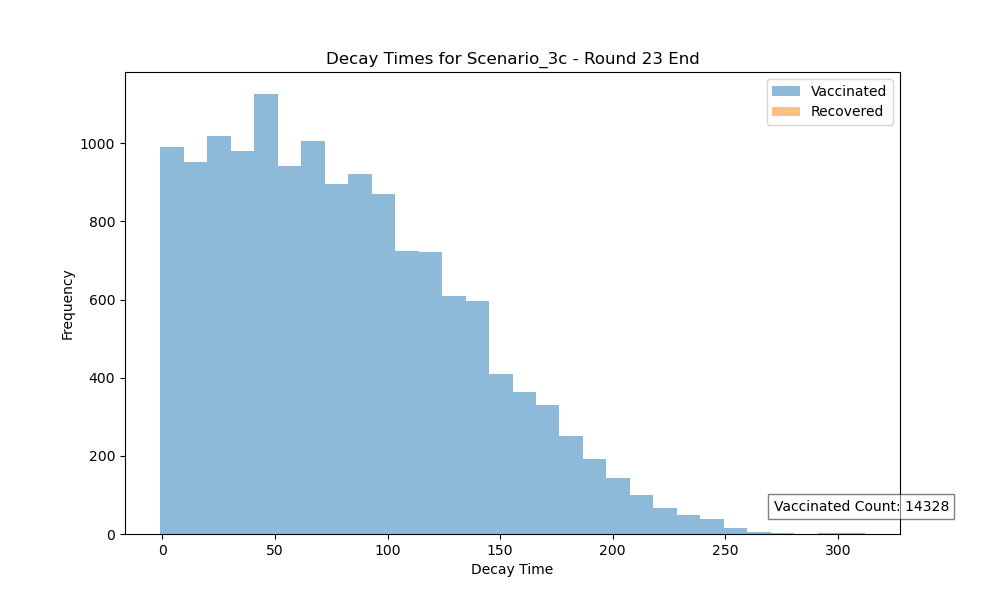 Decay Times for Scenario_3c - Round 23 End
Vaccinated
Recovered
Frequency
1000
800
600
400
200
0
Vaccinated Count: 14328
0 50 100 150 200 250 300
Decay Time